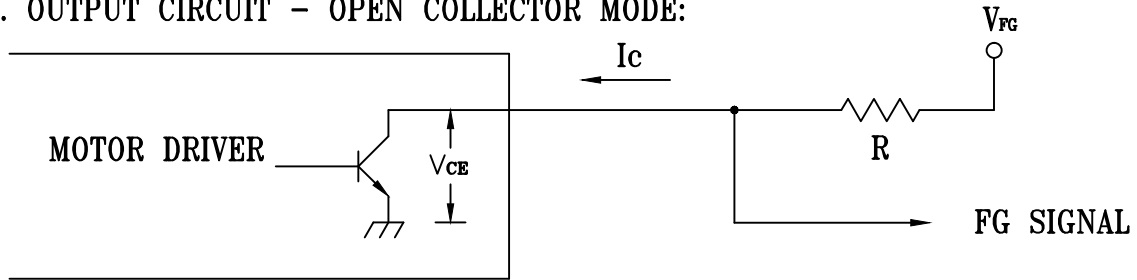 . OUTPUT CIRCUIT - OPEN COLLECTOR MODE:
VFG
Ic
MOTOR DRIVER
VCE
R
FG SIGNAL